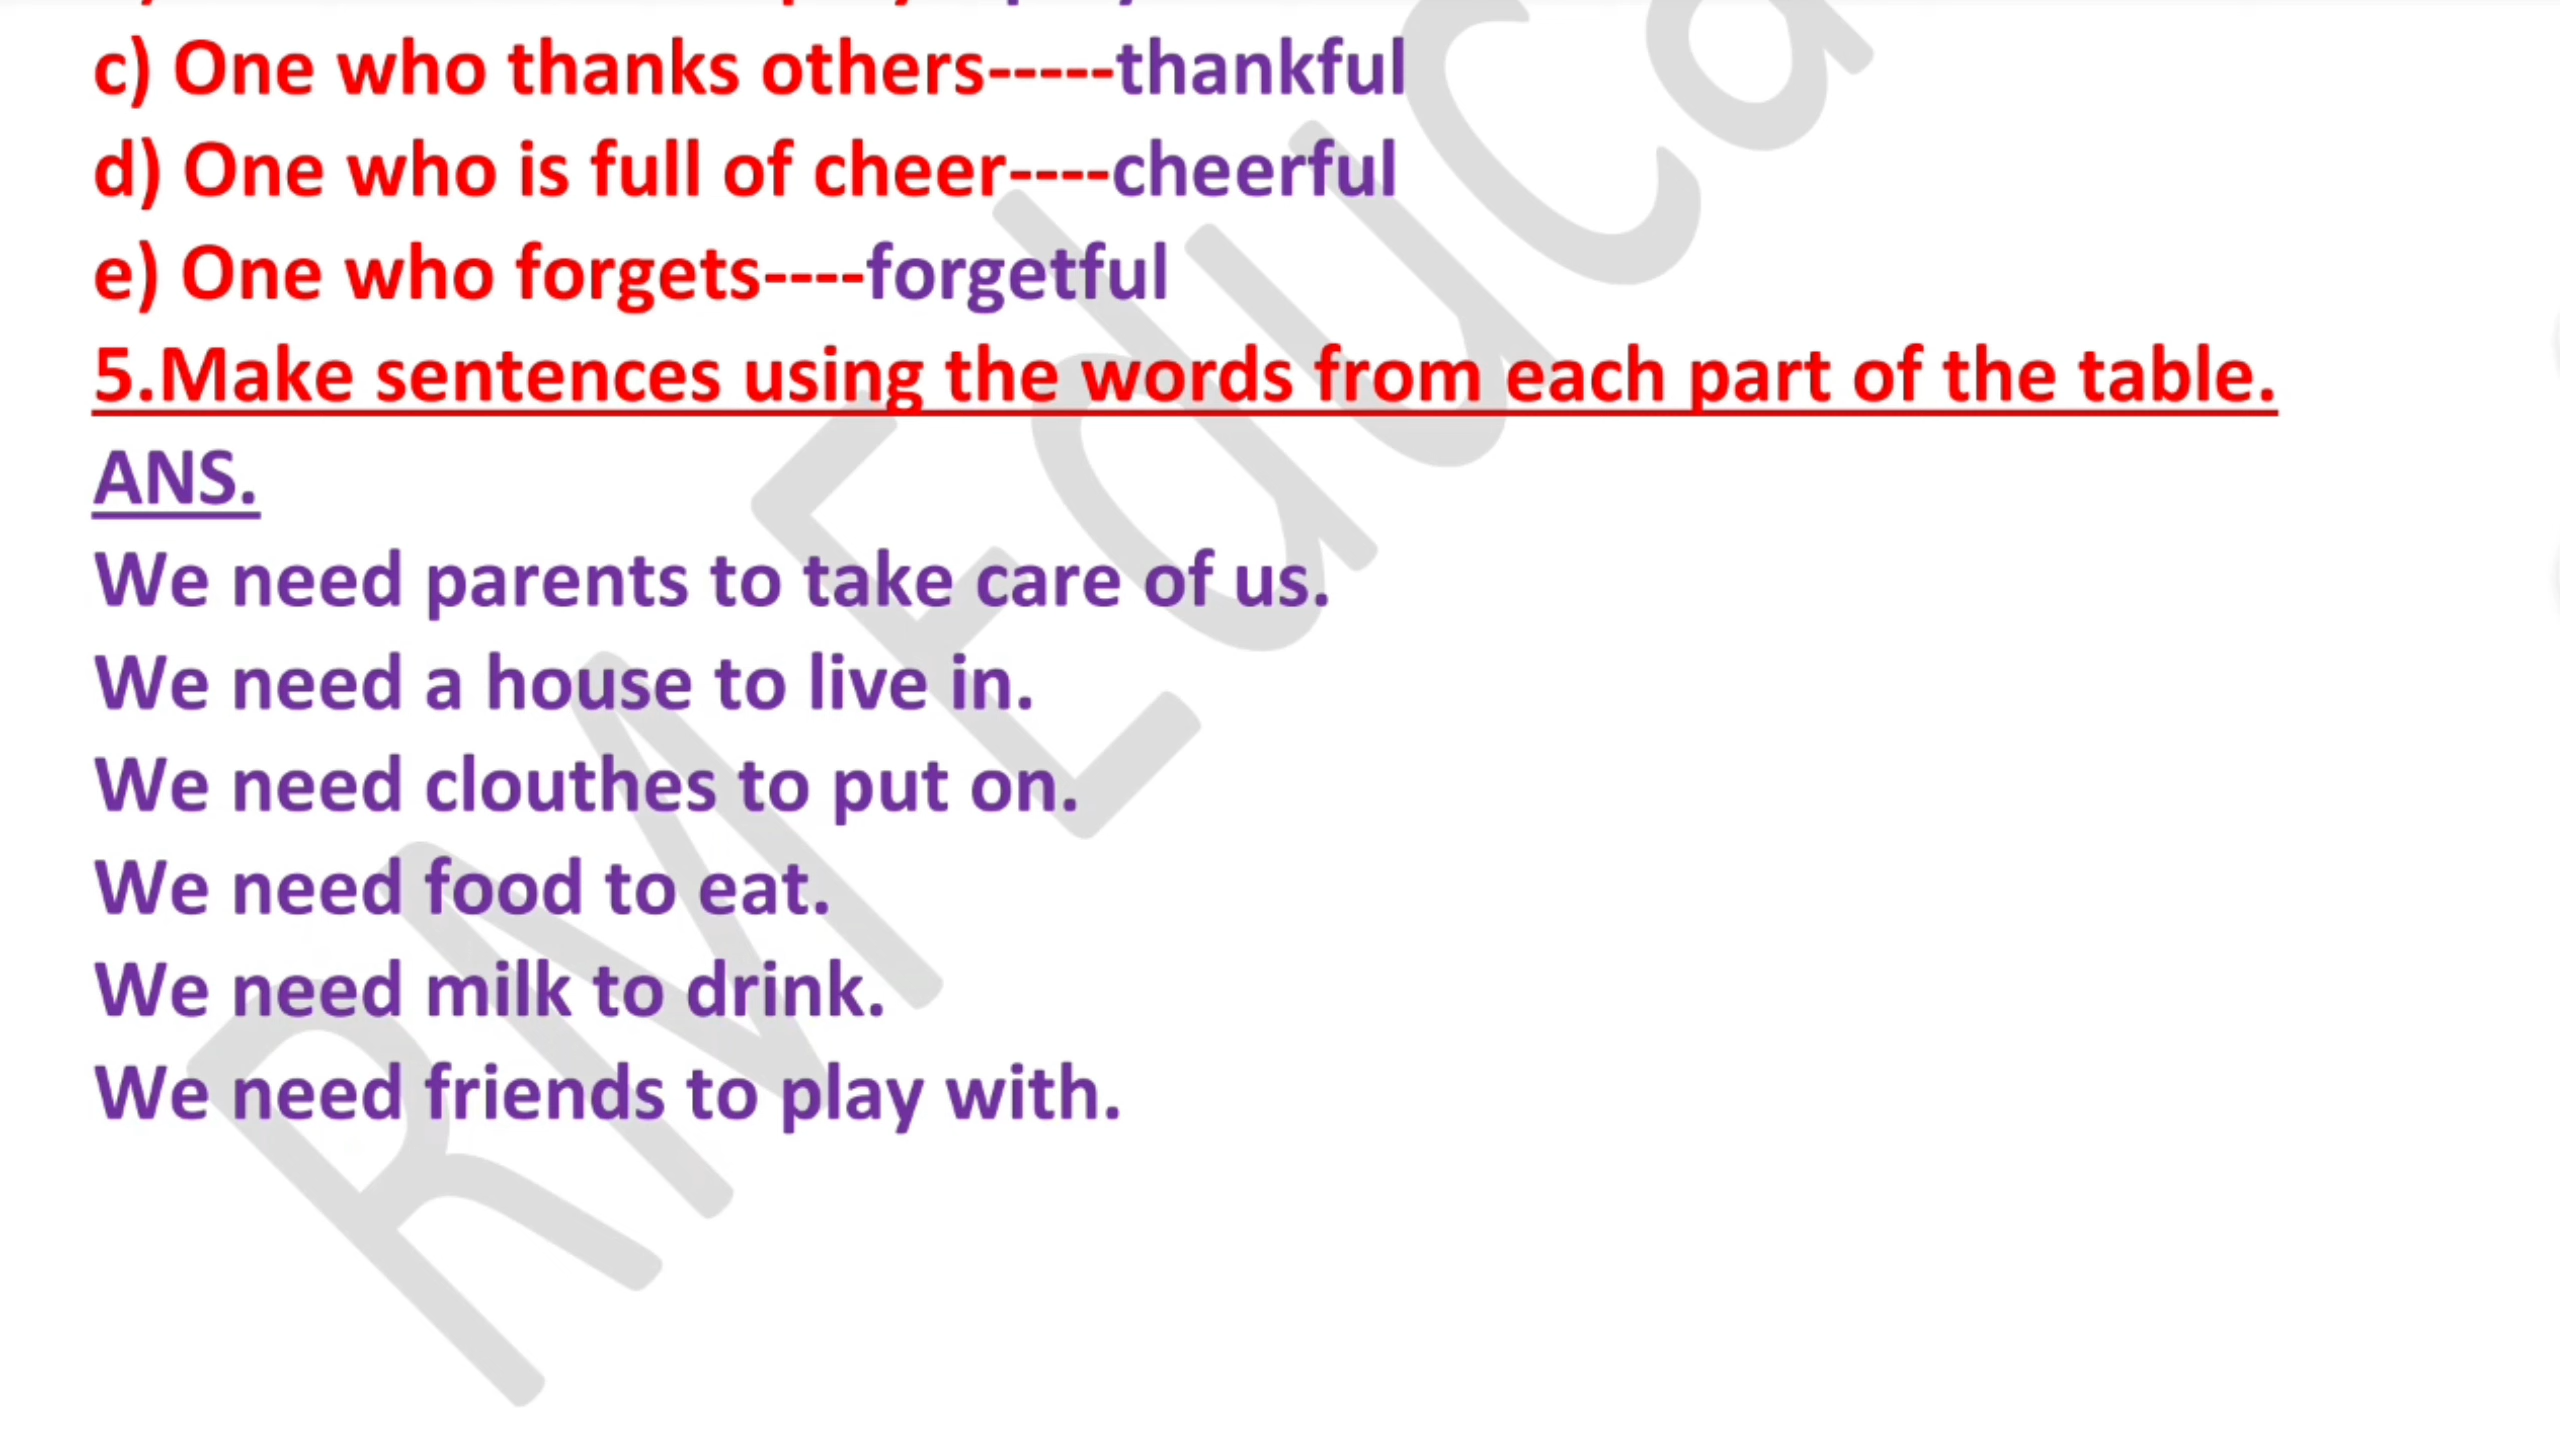 c) One who thanks others-----thankful
d) One who is full of cheer----cheerful
e) One who forgets----forgetful
5.Make sentences using the words from each part of the table.
ANS.
We need parents to take care of us.
We need a house to live in.
We need clouthes to put on.
We need food to eat.
We need milk to drink.
We need friends to play with.
RM Educa